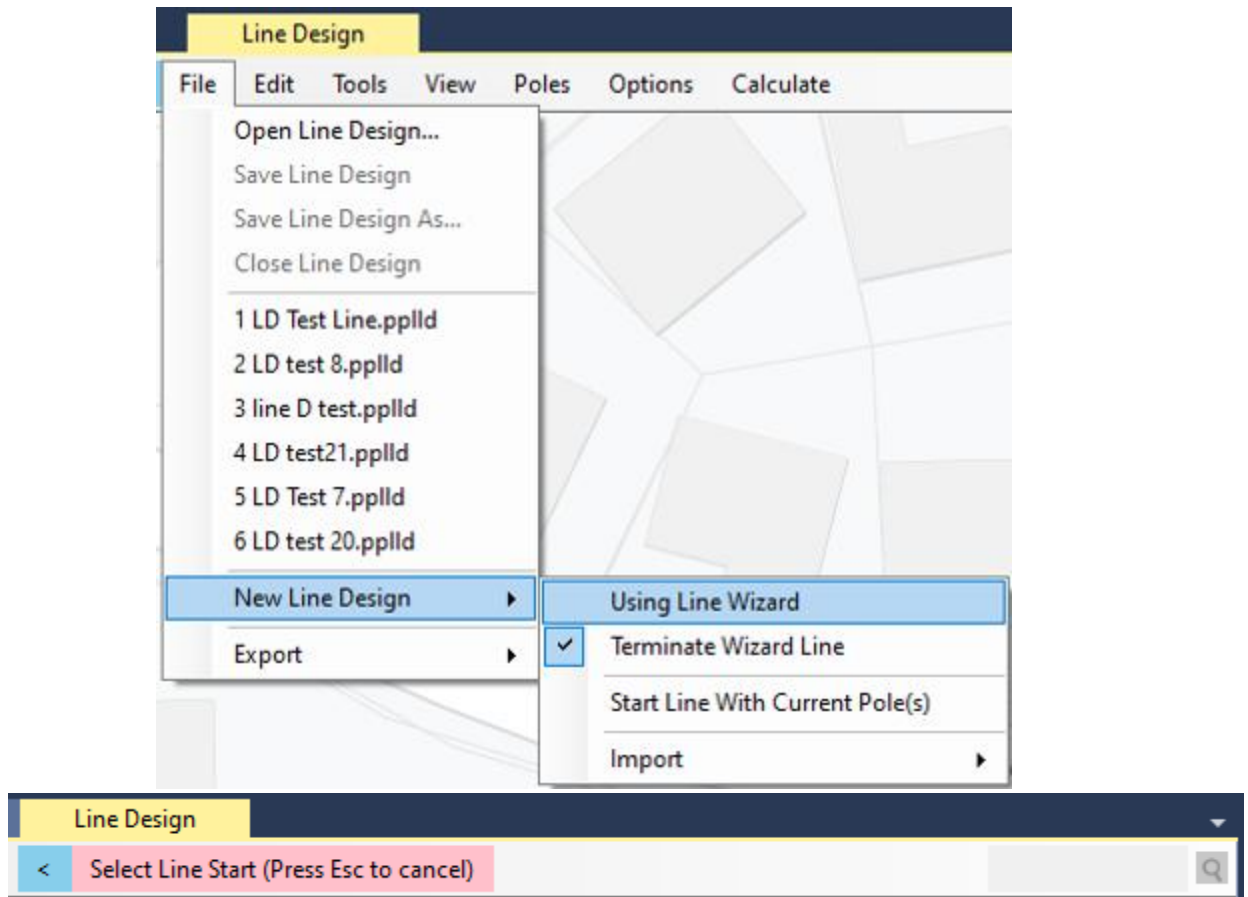 Line Design
File Edit Tools View Poles Options Calculate
Open Line Design...
Save Line Design
Save Line Design As...
Close Line Design
1 LD Test Line.pplld
2 LD test 8.pplld
3 line D test.pplld
4 LD test21.pplld
5 LD Test 7.pplld
6 LD test 20.pplld
New Line Design
Export
Using Line Wizard
Terminate Wizard Line
Start Line With Current Pole(s)
Import
Line Design
< Select Line Start (Press Esc to cancel)